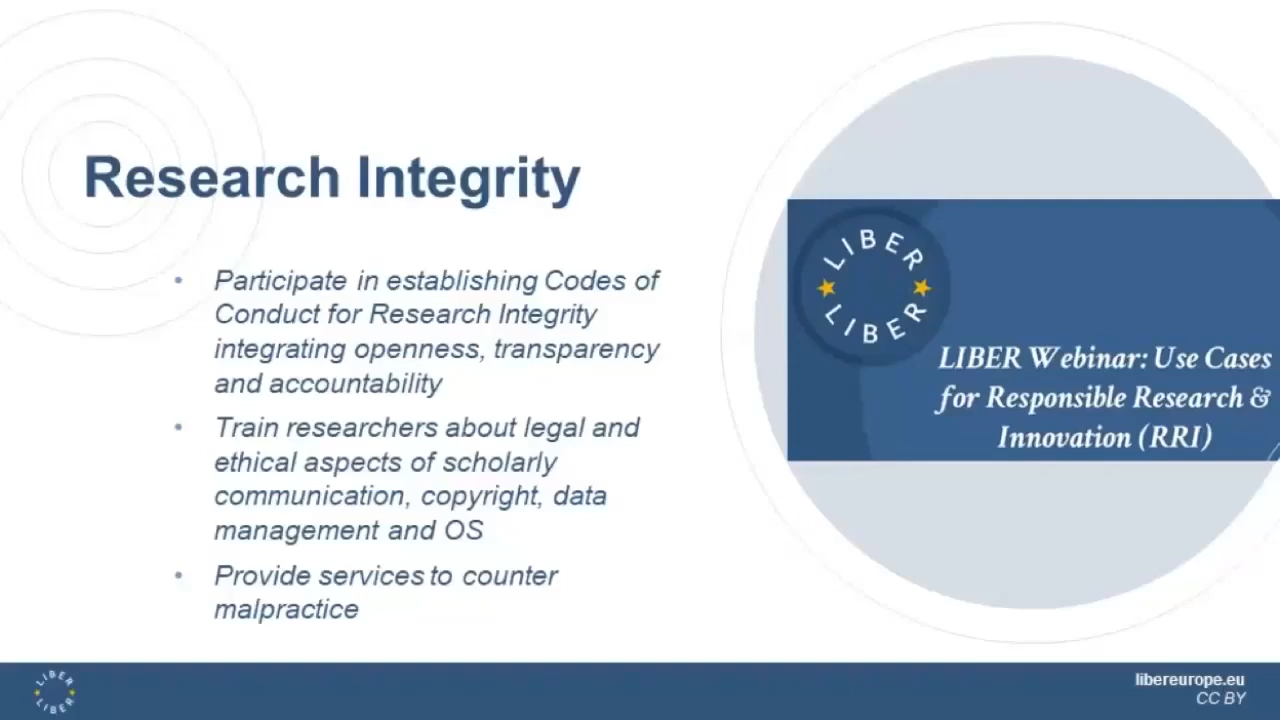 Research Integrity
• Participate in establishing Codes of
Conduct for Research Integrity
integrating openness, transparency
and accountability
• Train researchers about legal and
ethical aspects of scholarly
communication, copyright, data
management and OS
• Provide services to counter
malpractice
LIBER
LIBER
LIBER Webinar: Use Cases
for Responsible Research &
Innovation (RRI)
LIBER
LIBER
libereurope.eu
CC BY